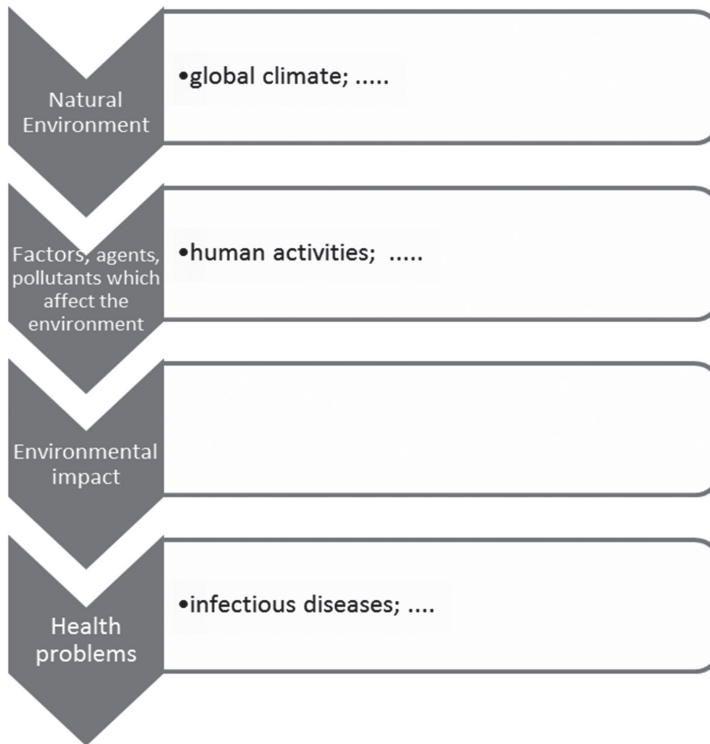 Natural
Environment
•global climate; .....
Factors, agents,
pollutants which
affect the
environment
•human activities;  .....
Environmental
impact
Health
problems
•infectious diseases; ....